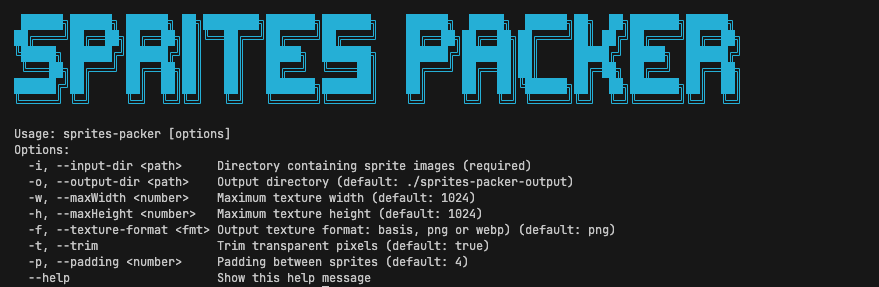 SPRITES PACKER
Usage: sprites-packer [options]
Options:
-i, --input-dir <path> Directory containing sprite images (required)
-o, --output-dir <path> Output directory (default: ./sprites-packer-output)
-w, --maxWidth <number> Maximum texture width (default: 1024)
-h, --maxHeight <number> Maximum texture height (default: 1024)
-f, --texture-format <fmt> Output texture format: basis, png or webp) (default: png)
-t, --trim Trim transparent pixels (default: true)
-p, --padding <number> Padding between sprites (default: 4)
--help Show this help message